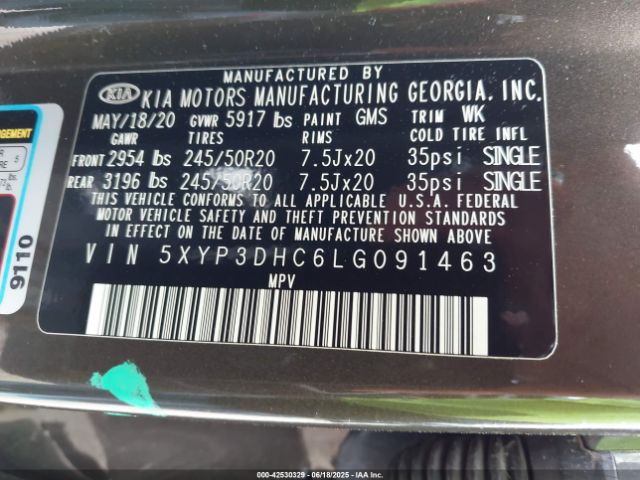 MANUFACTURED BY
KIA KIA MOTORS MANUFACTURING GEORGIA, INC.
MAY/18/20 GVWR 5917 lbs PAINT GMS TRIM WK
GAWR TIRES RIMS COLD TIRE INFL
FRONT 2954 lbs 245/50R20 7.5Jx20 35psi SINGLE
REAR 3196 lbs 245/50R20 7.5Jx20 35psi SINGLE
THIS VEHICLE CONFORMS TO ALL APPLICABLE U.S.A. FEDERAL
MOTOR VEHICLE SAFETY AND THEFT PREVENTION STANDARDS
IN EFFECT ON THE DATE OF MANUFACTURE SHOWN ABOVE.
VIN 5XYP3DHC6LG091463
MPV
9110
000-42530329 06/18/2025 - IAA Inc.